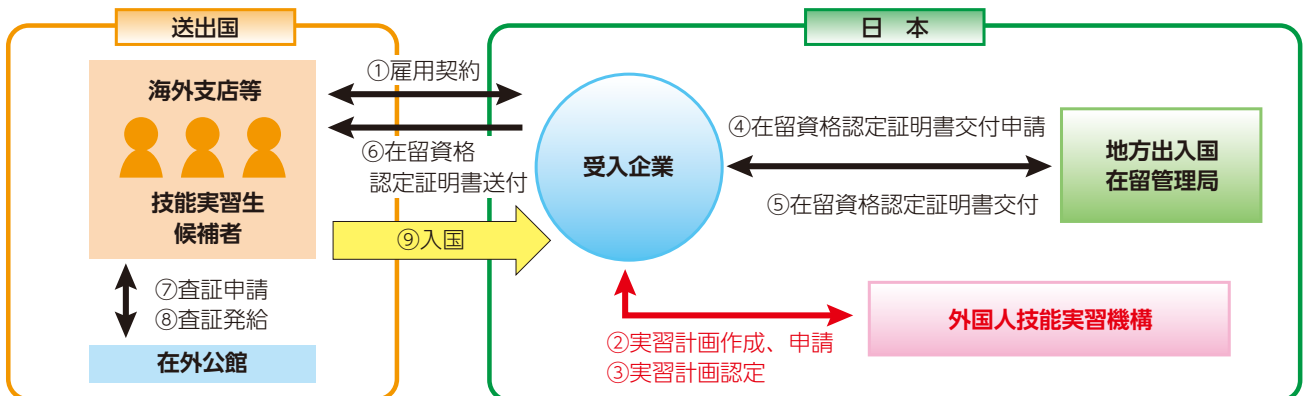 送出国
海外支店等
技能実習生
候補者
⑦査証申請
⑧査証発給
在外公館
①雇用契約
⑥在留資格
認定証明書送付
⑨入国
日 本
受入企業
④在留資格認定証明書交付申請
⑤在留資格認定証明書交付
地方出入国
在留管理局
②実習計画作成、申請
③実習計画認定
外国人技能実習機構